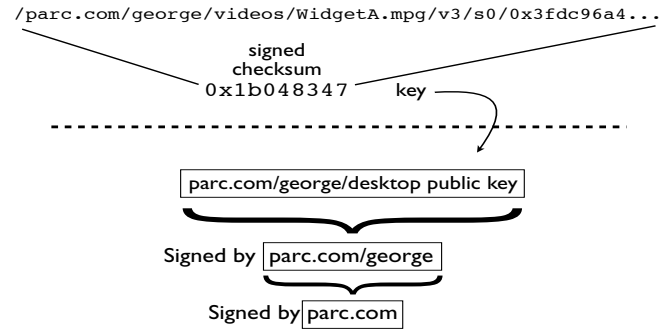 /parc.com/george/videos/WidgetA.mpg/v3/s0/0x3fdc96a4...
signed
checksum
0x1b048347 key
parc.com/george/desktop public key
Signed by parc.com/george
Signed by parc.com